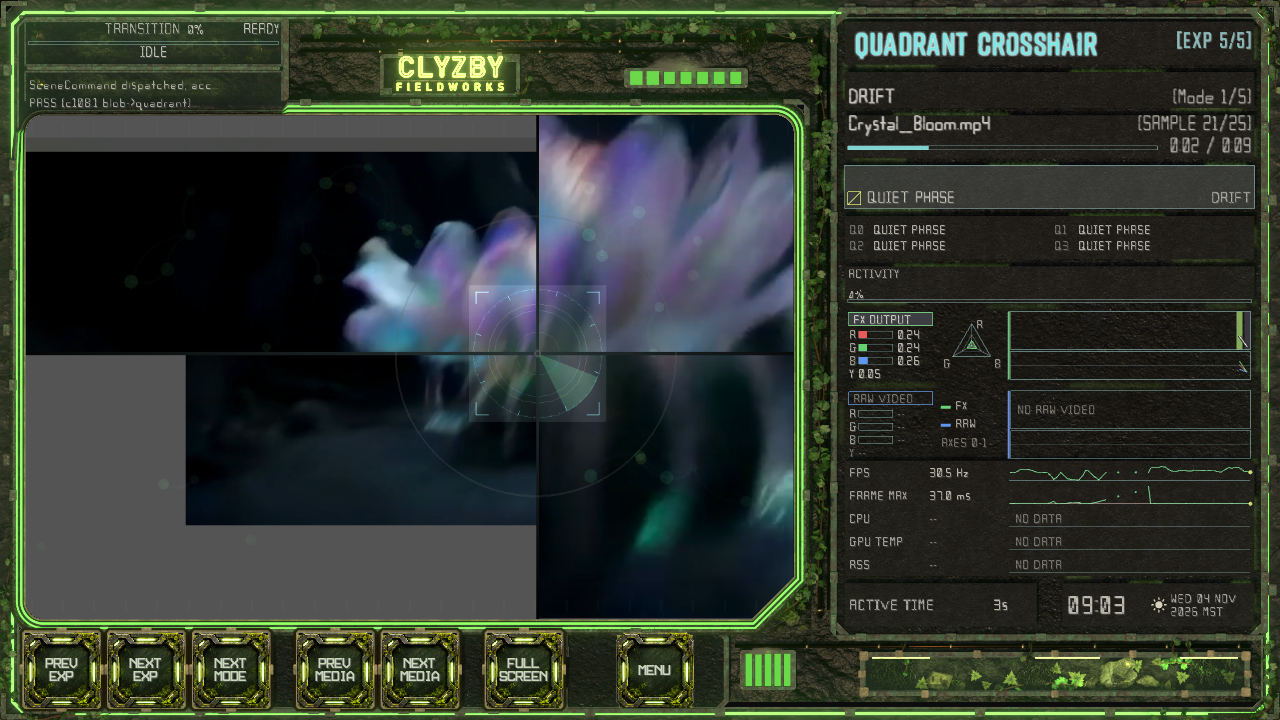 TRANSITION 0% READY
IDLE
SceneCommand dispatched, acc
PASS (c1081 blob->quadrant)
CLYZBY
FIELDWORKS
QUADRANT CROSSHAIR [EXP 5/5]
DRIFT (Mode 1/5)
Crystal_Bloom.mp4 (SAMPLE 21/25)
002 / 009
QUIET PHASE DRIFT
Q0 QUIET PHASE Q1 QUIET PHASE
Q2 QUIET PHASE Q3 QUIET PHASE
ACTIVITY
0%
FX OUTPUT
R 0.24
G 0.24
B 0.26
Y 0.05
R
G B
RAW VIDEO
R --
G --
B --
Y --
FX
RAW
AXES 0-1
NO RAW VIDEO
FPS 30.5 Hz
FRAME MAX 37.0 ms
CPU -- NO DATA
GPU TEMP -- NO DATA
RSS -- NO DATA
ACTIVE TIME 3s
09:03
WED 04 NOV
2026 MST
PREV EXP
NEXT EXP
NEXT MODE
PREV MEDIA
NEXT MEDIA
FULL SCREEN
MENU